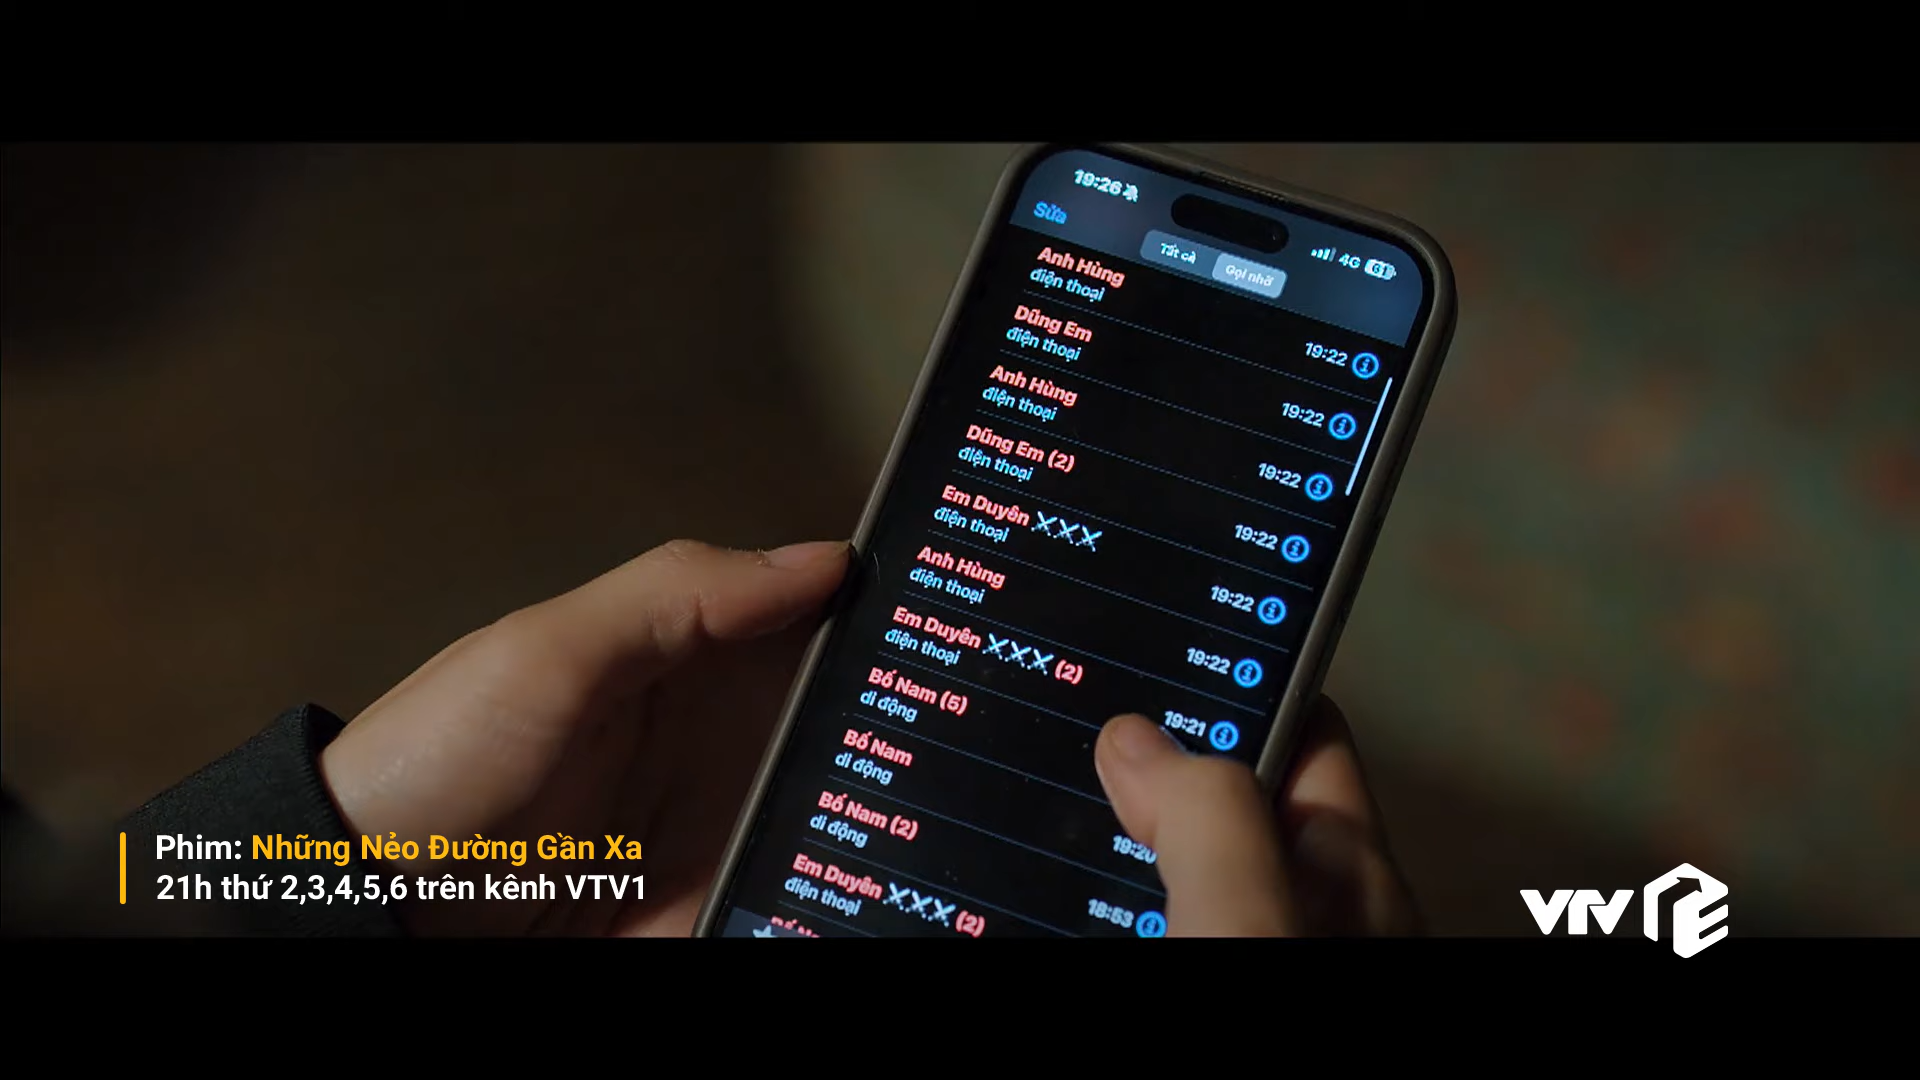 19:26
4G
Sửa
Tất cả
Gọi nhỡ
Anh Hùng
điện thoại
19:22
Dũng Em
điện thoại
19:22
Anh Hùng
điện thoại
19:22
Dũng Em (2)
điện thoại
19:22
Em Duyên ⚔⚔⚔
điện thoại
19:22
Anh Hùng
điện thoại
19:22
Em Duyên ⚔⚔⚔ (2)
điện thoại
19:21
Bố Nam (5)
di động
Bố Nam
di động
19:20
Bố Nam (2)
di động
18:53
Em Duyên ⚔⚔⚔ (2)
điện thoại
Phim: Những Nẻo Đường Gần Xa
21h thứ 2,3,4,5,6 trên kênh VTV1
VTV